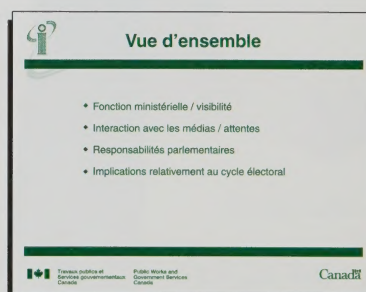 Vue d'ensemble
Fonction ministérielle / visibilité
Interaction avec les médias / attentes
Responsabilités parlementaires
Implications relativement au cycle électoral
Travaux publics et
Services gouvernementaux
Canada
Public Works and
Government Services
Canada
Canada